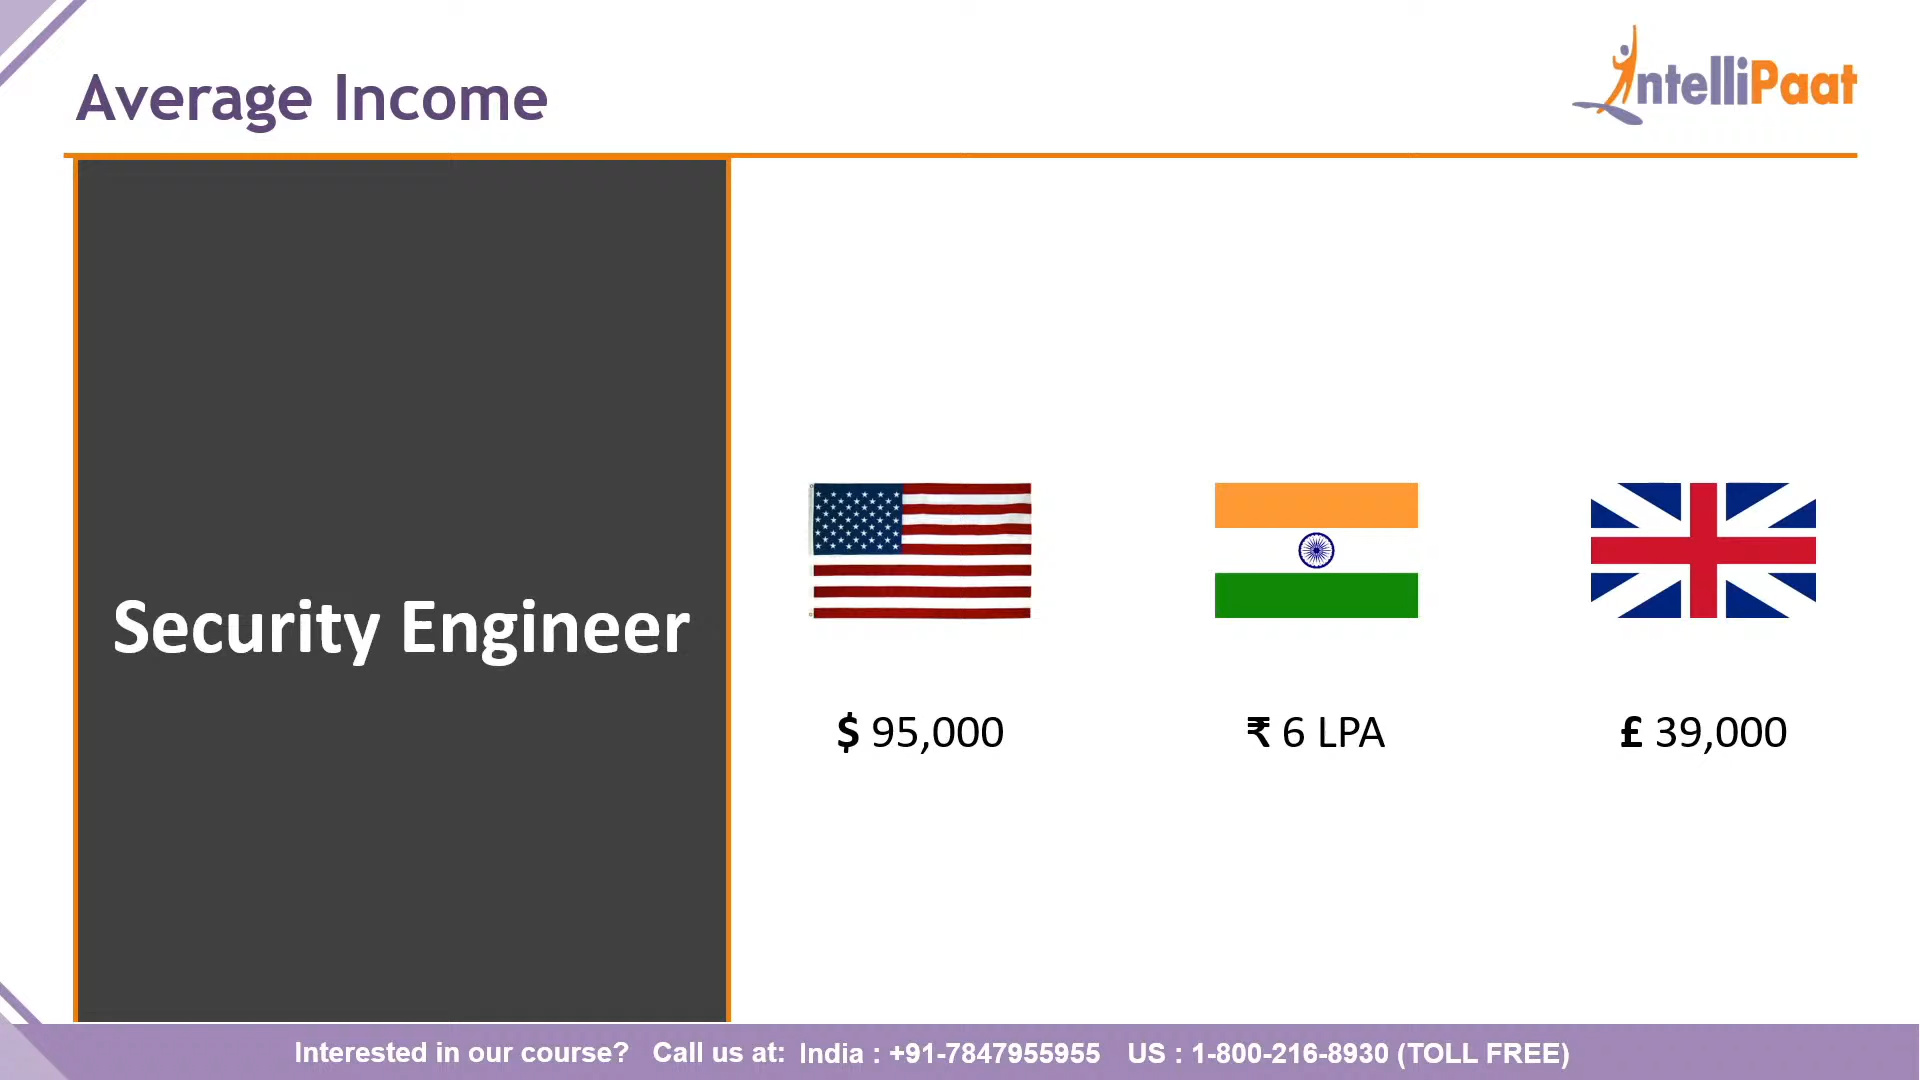 Average Income
IntelliPaat
Security Engineer
$ 95,000
₹ 6 LPA
£ 39,000
Interested in our course? Call us at: India : +91-7847955955 US : 1-800-216-8930 (TOLL FREE)